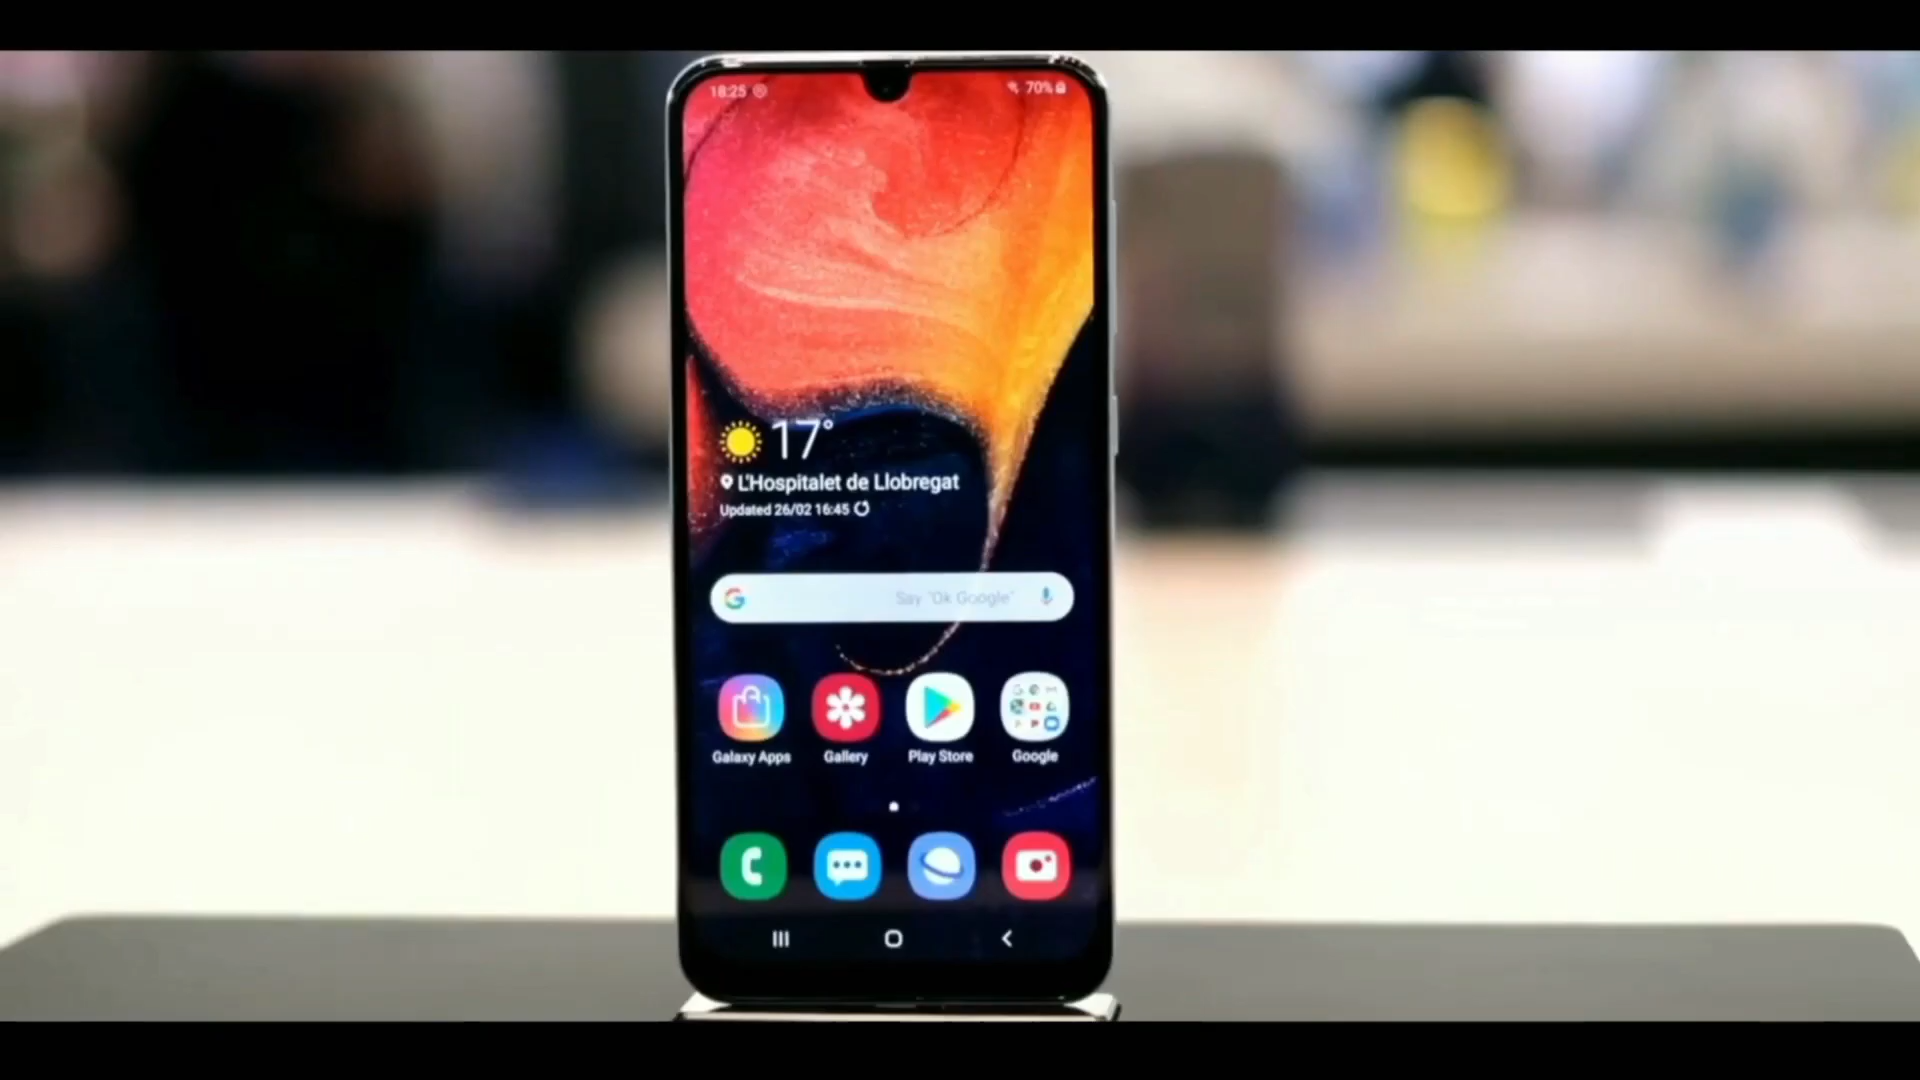 18:25 70%
17°
L'Hospitalet de Llobregat
Updated 26/02 16:45
Say "Ok Google"
Galaxy Apps Gallery Play Store Google